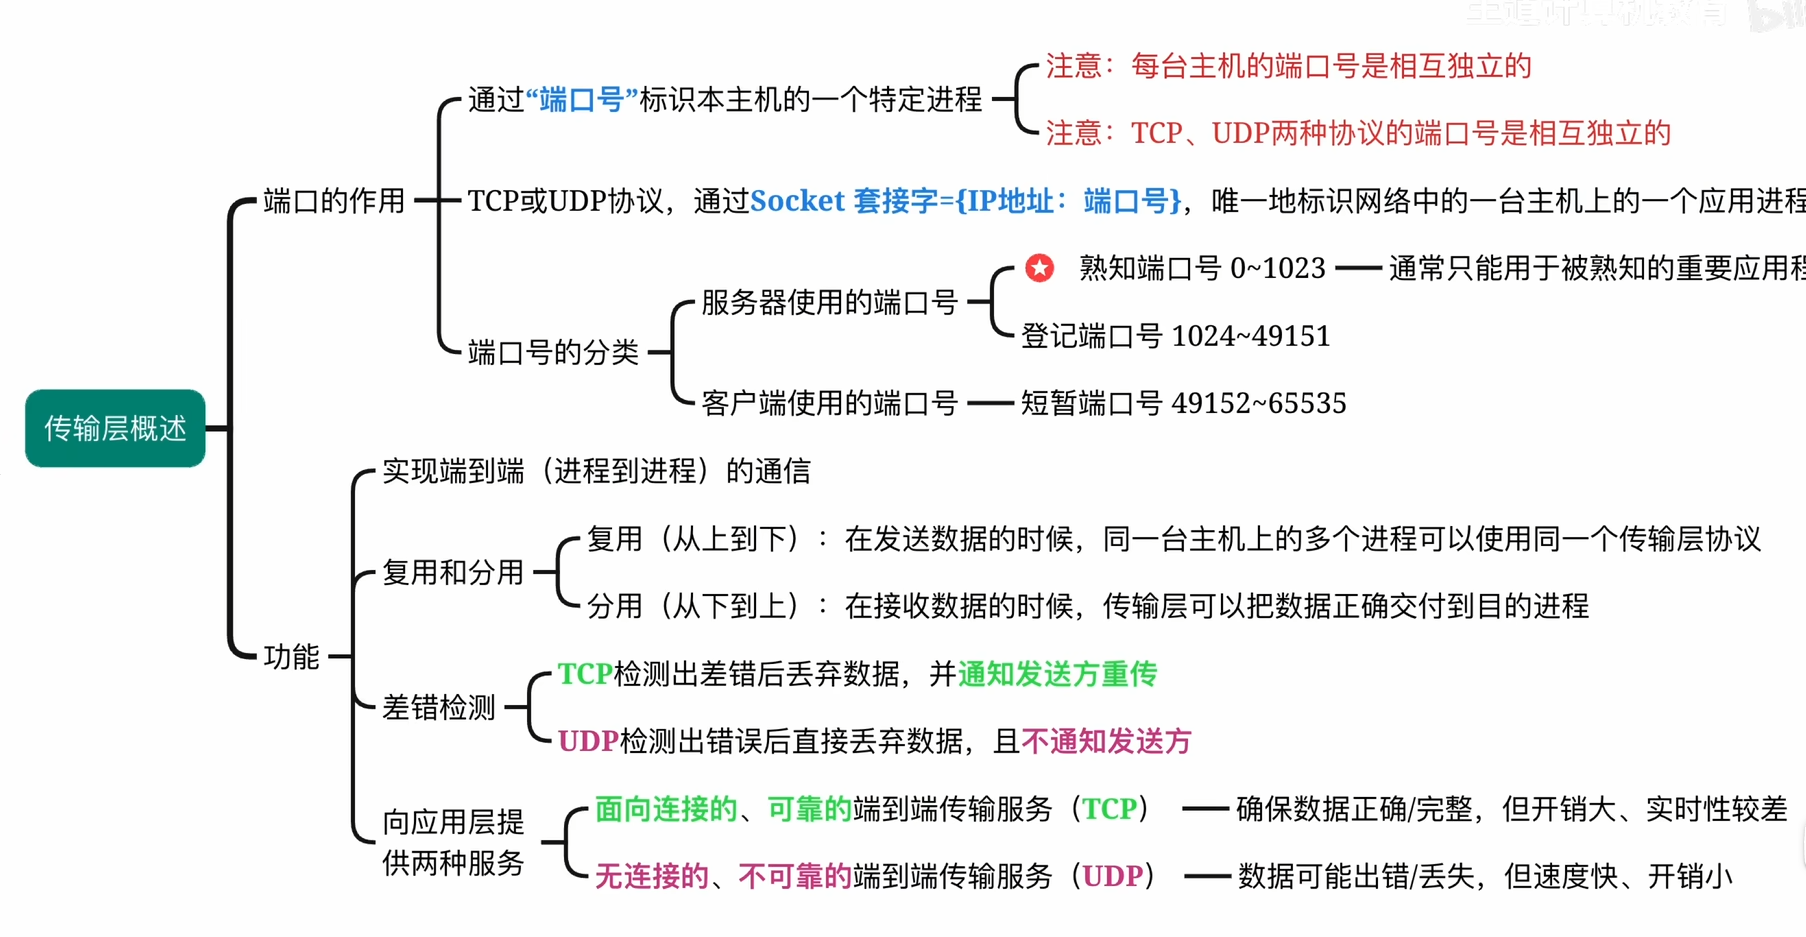 王道计算机教育 bili
注意：每台主机的端口号是相互独立的
通过“端口号”标识本主机的一个特定进程
注意：TCP、UDP两种协议的端口号是相互独立的
端口的作用
TCP或UDP协议，通过Socket 套接字={IP地址：端口号}，唯一地标识网络中的一台主机上的一个应用进程
熟知端口号 0~1023
通常只能用于被熟知的重要应用程
服务器使用的端口号
登记端口号 1024~49151
端口号的分类
客户端使用的端口号
短暂端口号 49152~65535
传输层概述
实现端到端（进程到进程）的通信
复用（从上到下）：在发送数据的时候，同一台主机上的多个进程可以使用同一个传输层协议
复用和分用
分用（从下到上）：在接收数据的时候，传输层可以把数据正确交付到目的进程
功能
TCP检测出差错后丢弃数据，并通知发送方重传
差错检测
UDP检测出错误后直接丢弃数据，且不通知发送方
向应用层提
供两种服务
面向连接的、可靠的端到端传输服务（TCP）
确保数据正确/完整，但开销大、实时性较差
无连接的、不可靠的端到端传输服务（UDP）
数据可能出错/丢失，但速度快、开销小